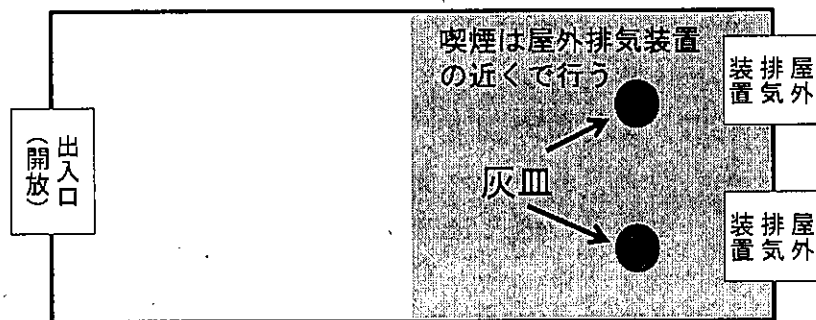 喫煙は屋外排気装置
の近くで行う
屋外
排気
装置
出入口
(開放)
灰皿
屋外
排気
装置